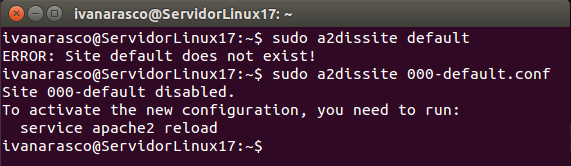 ivanarasco@ServidorLinux17: ~
ivanarasco@ServidorLinux17:~$ sudo a2dissite default
ERROR: Site default does not exist!
ivanarasco@ServidorLinux17:~$ sudo a2dissite 000-default.conf
Site 000-default disabled.
To activate the new configuration, you need to run:
  service apache2 reload
ivanarasco@ServidorLinux17:~$